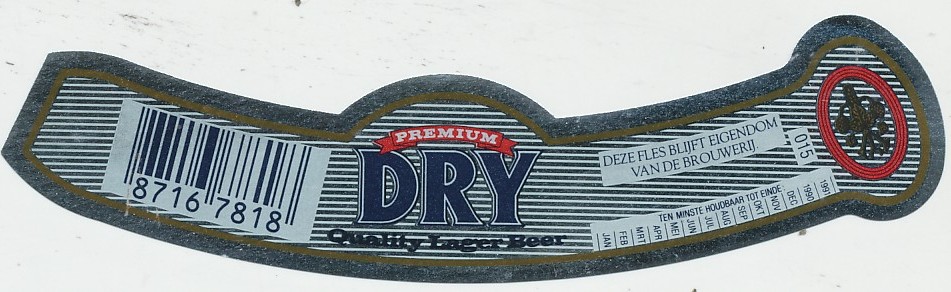 8716 7818
PREMIUM
DRY
Quality Lager Beer
DEZE FLES BLIJFT EIGENDOM
VAN DE BROUWERIJ
015
TEN MINSTE HOUDBAAR TOT EINDE
JAN FEB MRT APR MEI JUN JUL AUG SEP OKT NOV DEC 1990 1991